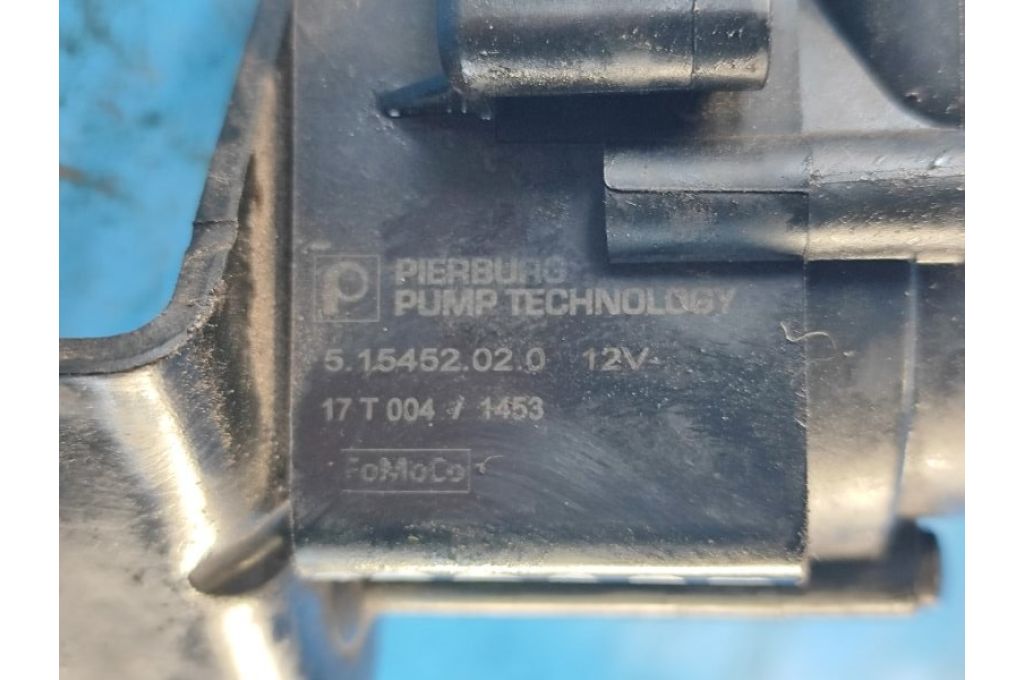 PIERBURG
PUMP TECHNOLOGY
5.15452.02.0 12V-
17 T 004 / 1453
FoMoCo